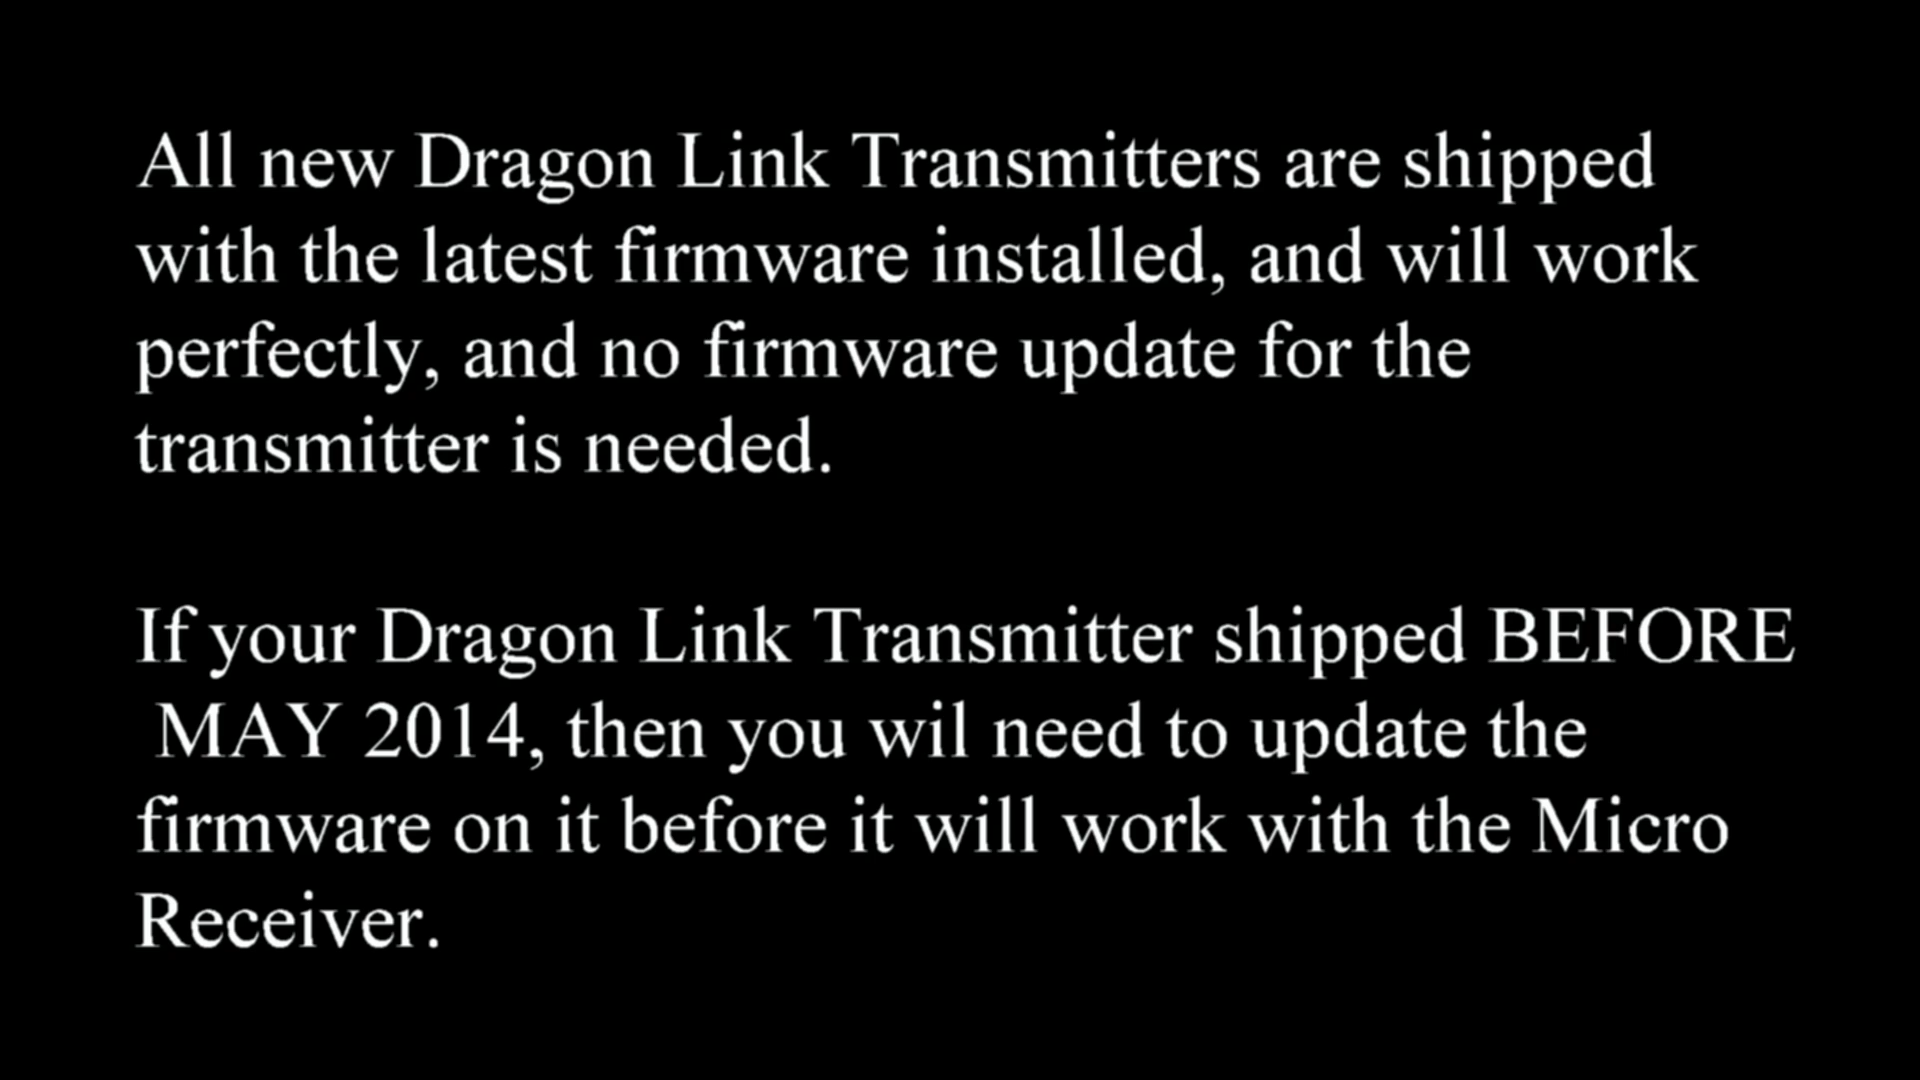 All new Dragon Link Transmitters are shipped
with the latest firmware installed, and will work
perfectly, and no firmware update for the
transmitter is needed.
If your Dragon Link Transmitter shipped BEFORE
MAY 2014, then you wil need to update the
firmware on it before it will work with the Micro
Receiver.